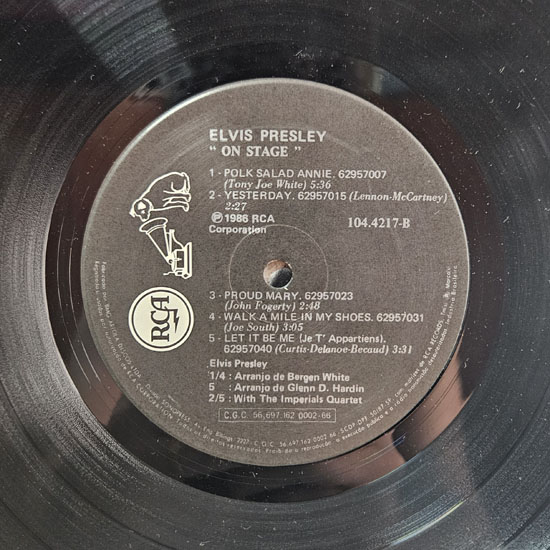 ELVIS PRESLEY
" ON STAGE "
1 - POLK SALAD ANNIE. 62957007
(Tony Joe White) 5:36
2 - YESTERDAY. 62957015 (Lennon-McCartney)
2:27
℗ 1986 RCA
Corporation
104.4217-B
3 - PROUD MARY. 62957023
(John Fogerty) 2:48
4 - WALK A MILE IN MY SHOES. 62957031
(Joe South) 3:05
5 - LET IT BE ME (Je T' Appartiens).
62957040 (Curtis-Delanoe-Becaud) 3:31
Elvis Presley
1/4 : Arranjo de Bergen White
5 : Arranjo de Glenn D. Hardin
2/5 : With The Imperials Quartet
C.G.C. 56.697.162 0002-66
RCA